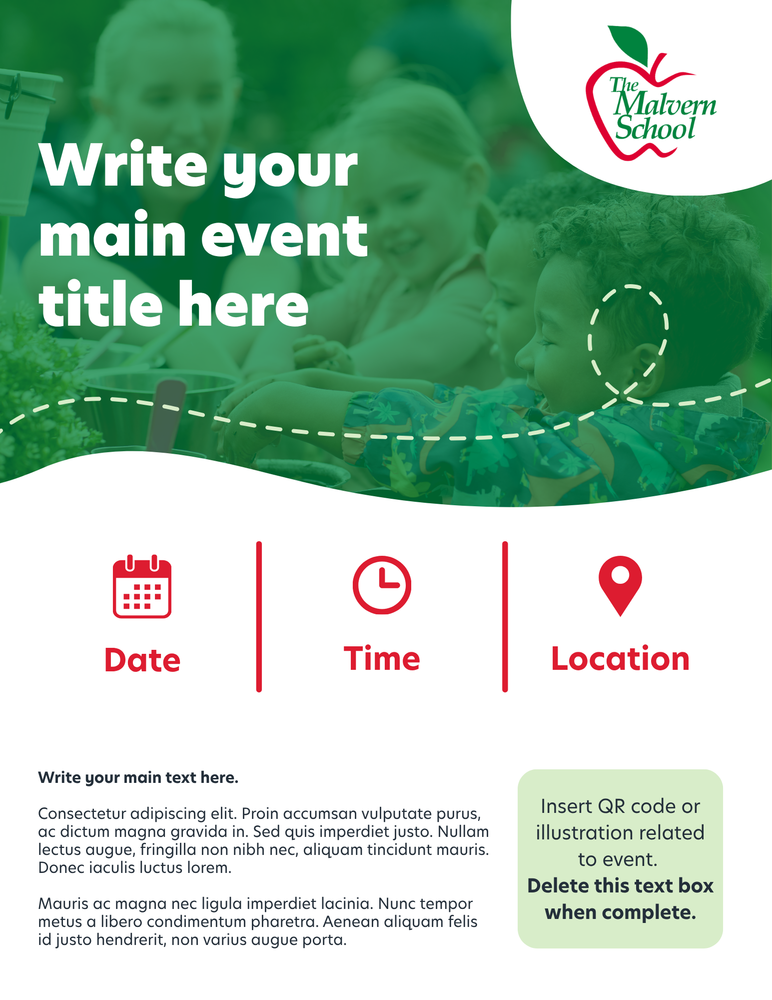 The
Malvern
School
Write your
main event
title here
Date
Time
Location
Write your main text here.
Consectetur adipiscing elit. Proin accumsan vulputate purus,
ac dictum magna gravida in. Sed quis imperdiet justo. Nullam
lectus augue, fringilla non nibh nec, aliquam tincidunt mauris.
Donec iaculis luctus lorem.
Mauris ac magna nec ligula imperdiet lacinia. Nunc tempor
metus a libero condimentum pharetra. Aenean aliquam felis
id justo hendrerit, non varius augue porta.
Insert QR code or
illustration related
to event.
Delete this text box
when complete.